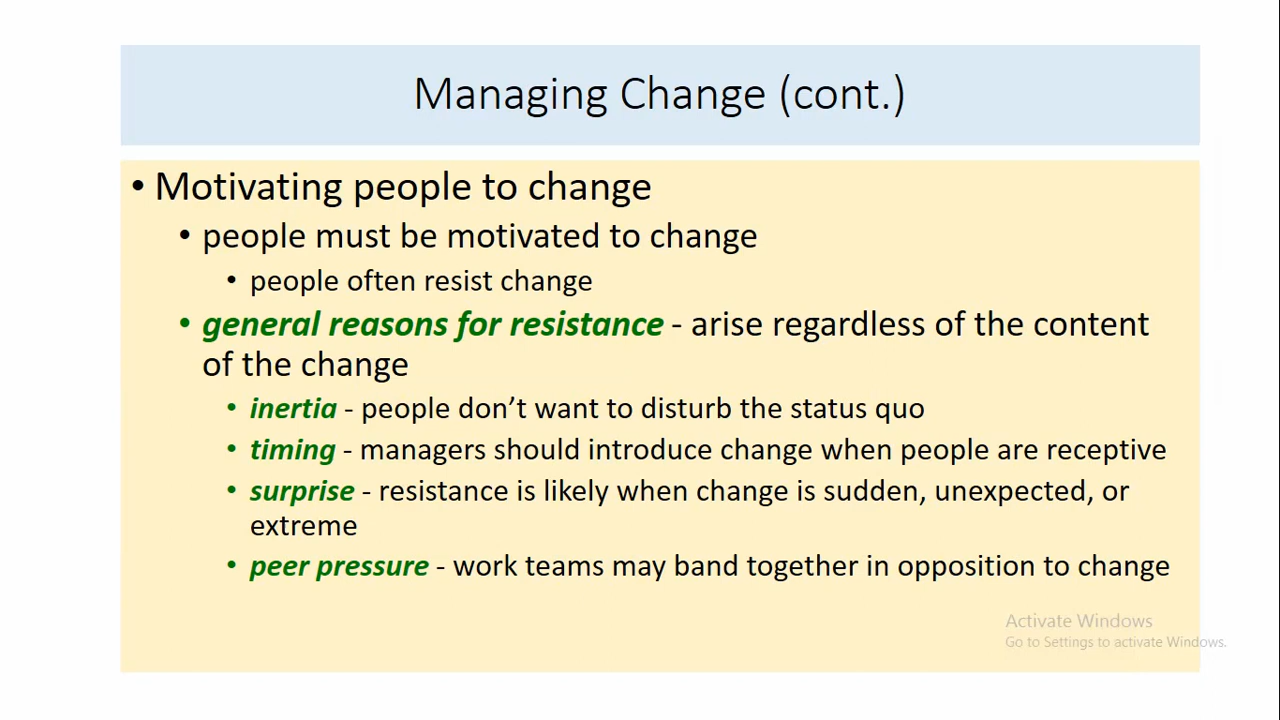 Managing Change (cont.)
• Motivating people to change
• people must be motivated to change
• people often resist change
• general reasons for resistance - arise regardless of the content
of the change
• inertia - people don’t want to disturb the status quo
• timing - managers should introduce change when people are receptive
• surprise - resistance is likely when change is sudden, unexpected, or
extreme
• peer pressure - work teams may band together in opposition to change
Activate Windows
Go to Settings to activate Windows.